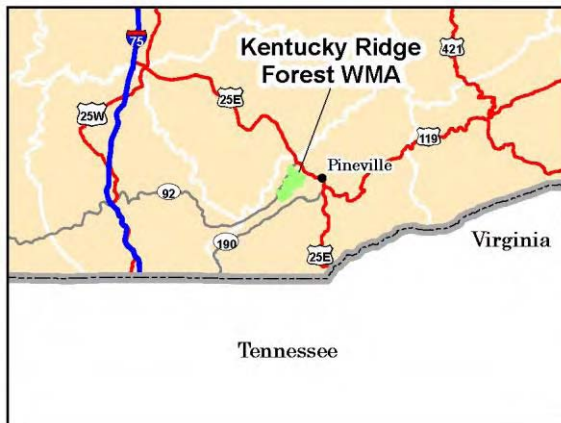 75
421
Kentucky Ridge
Forest WMA
25W
25E
119
Pineville
92
190
25E
Virginia
Tennessee